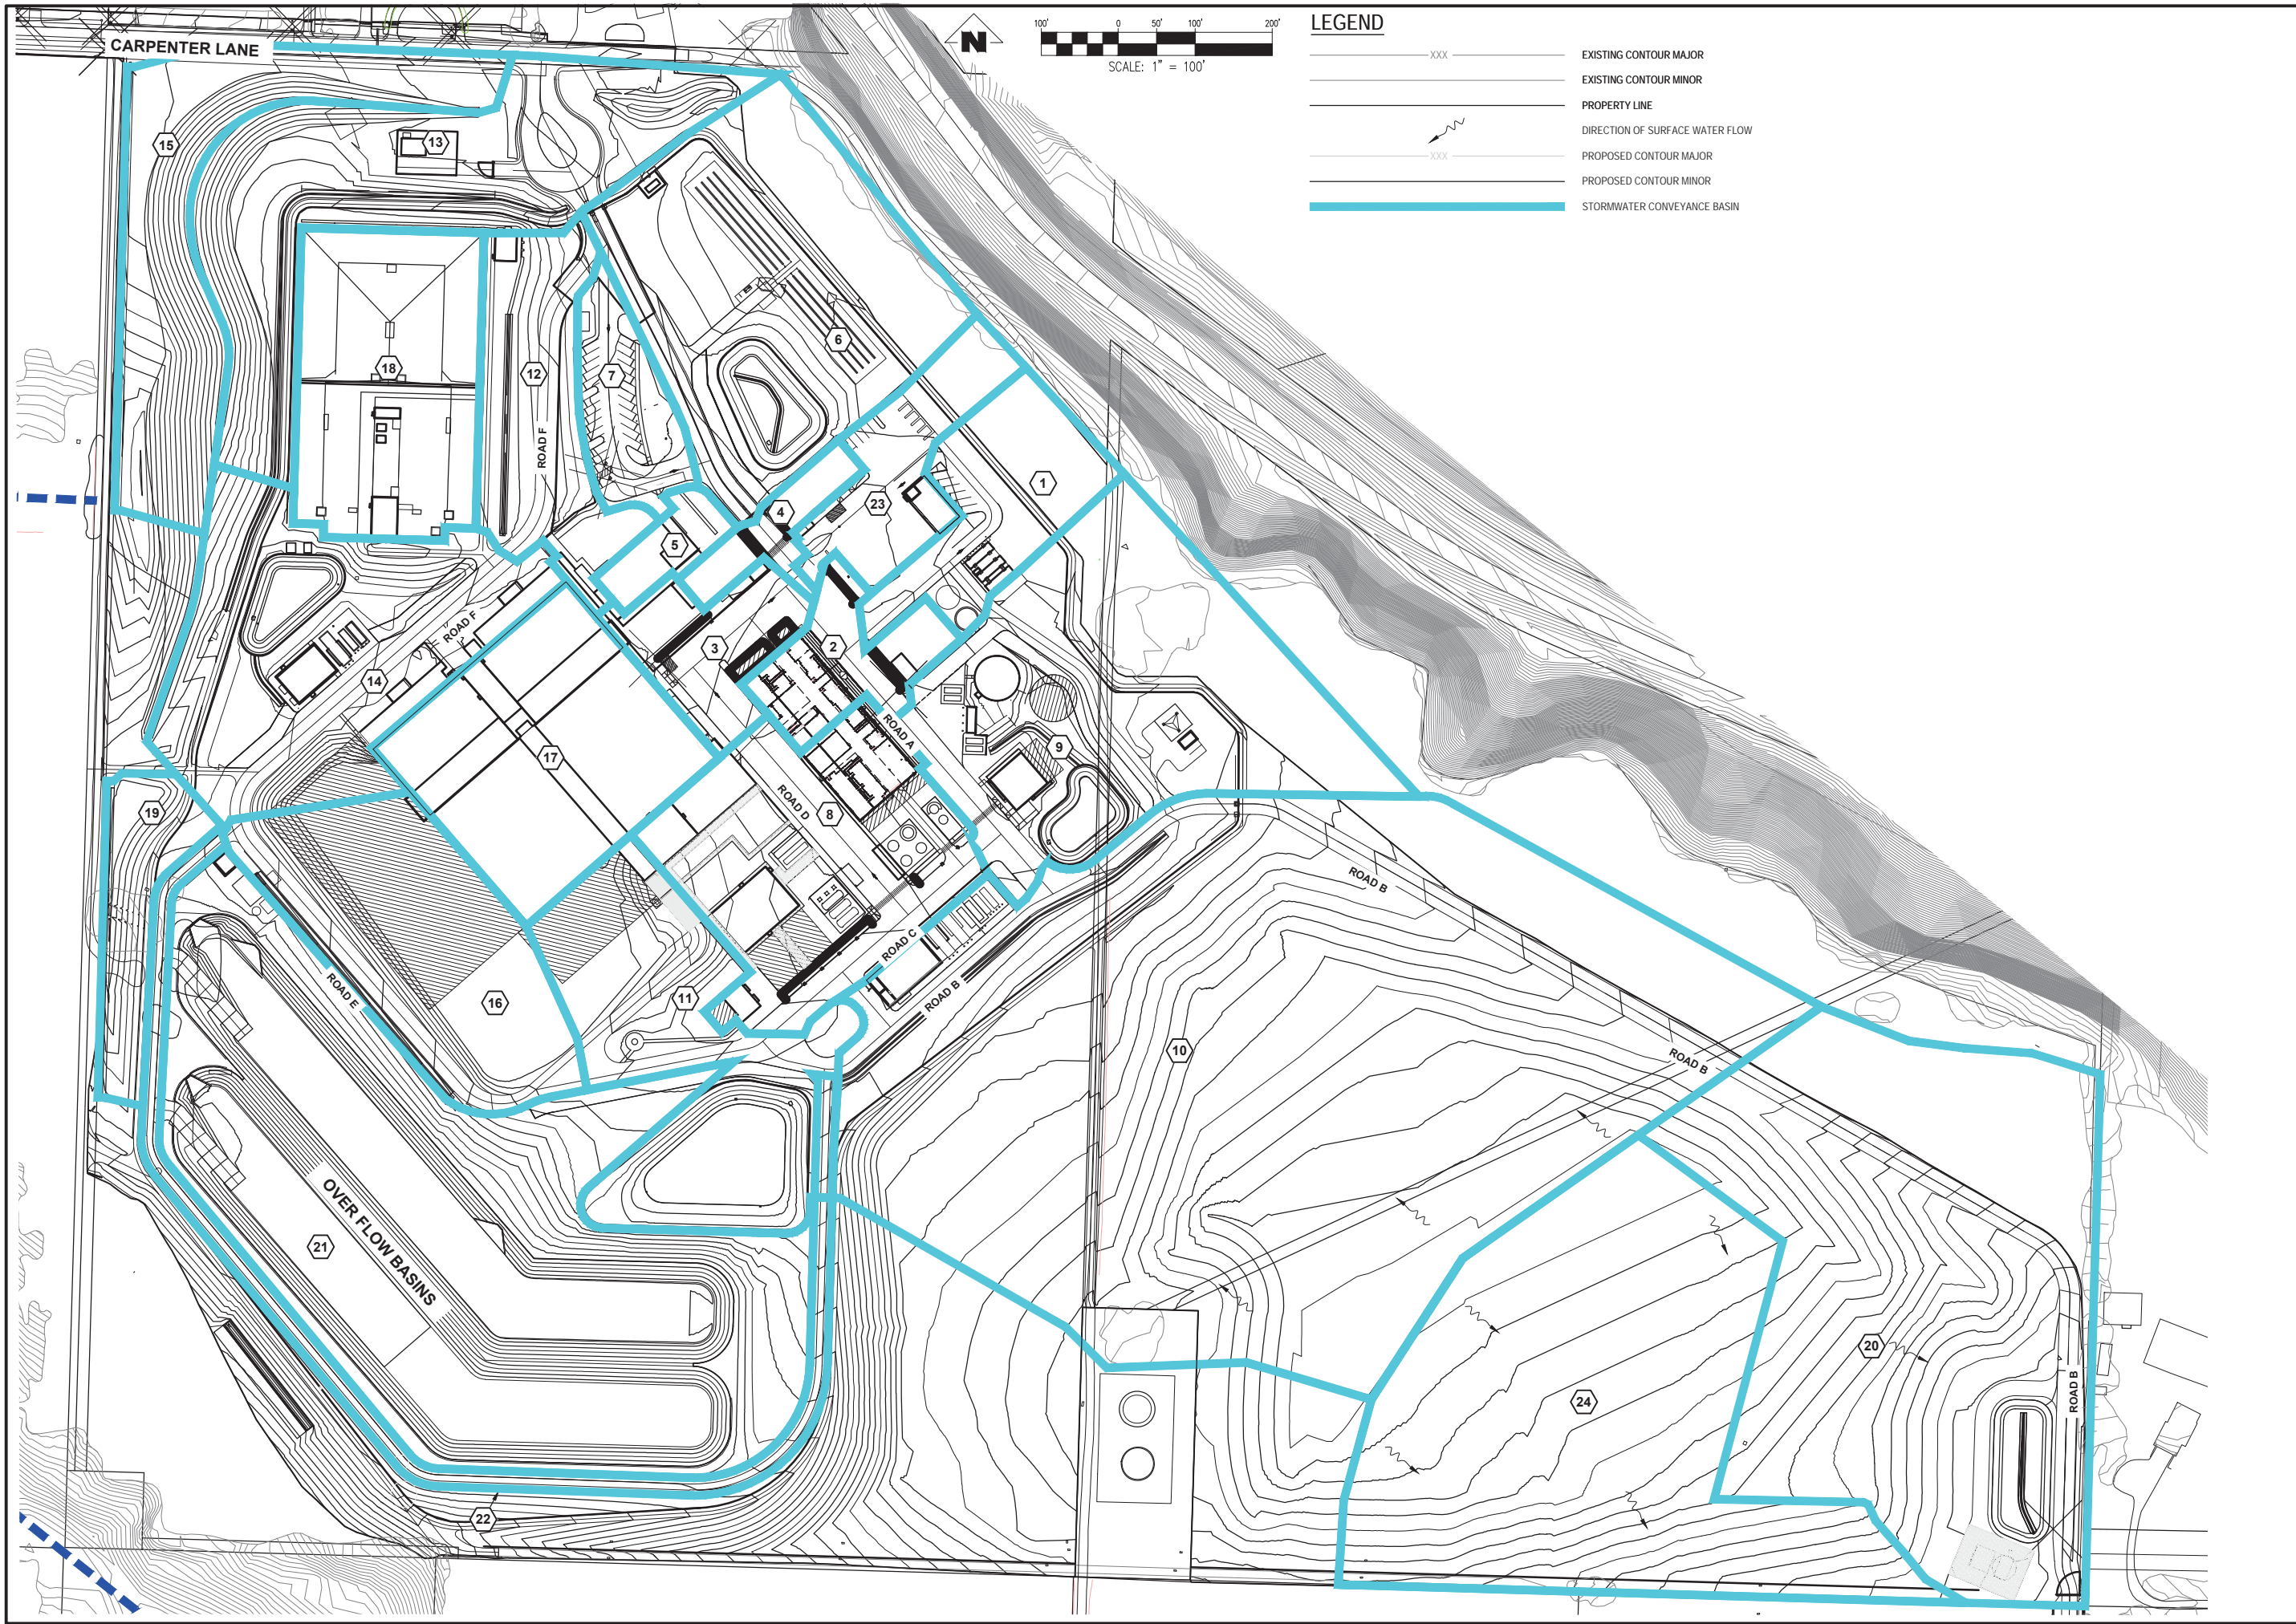 CARPENTER LANE
N
100' 0 50' 100' 200'
SCALE: 1" = 100'
LEGEND
XXX EXISTING CONTOUR MAJOR
EXISTING CONTOUR MINOR
PROPERTY LINE
DIRECTION OF SURFACE WATER FLOW
XXX PROPOSED CONTOUR MAJOR
PROPOSED CONTOUR MINOR
STORMWATER CONVEYANCE BASIN
15
13
6
18
12
7
ROAD F
1
4
23
5
ROAD F
3
2
14
ROAD A
9
17
ROAD D
8
19
ROAD B
ROAD C
ROAD E
16
11
ROAD B
10
ROAD B
OVER FLOW BASINS
21
20
24
ROAD B
22